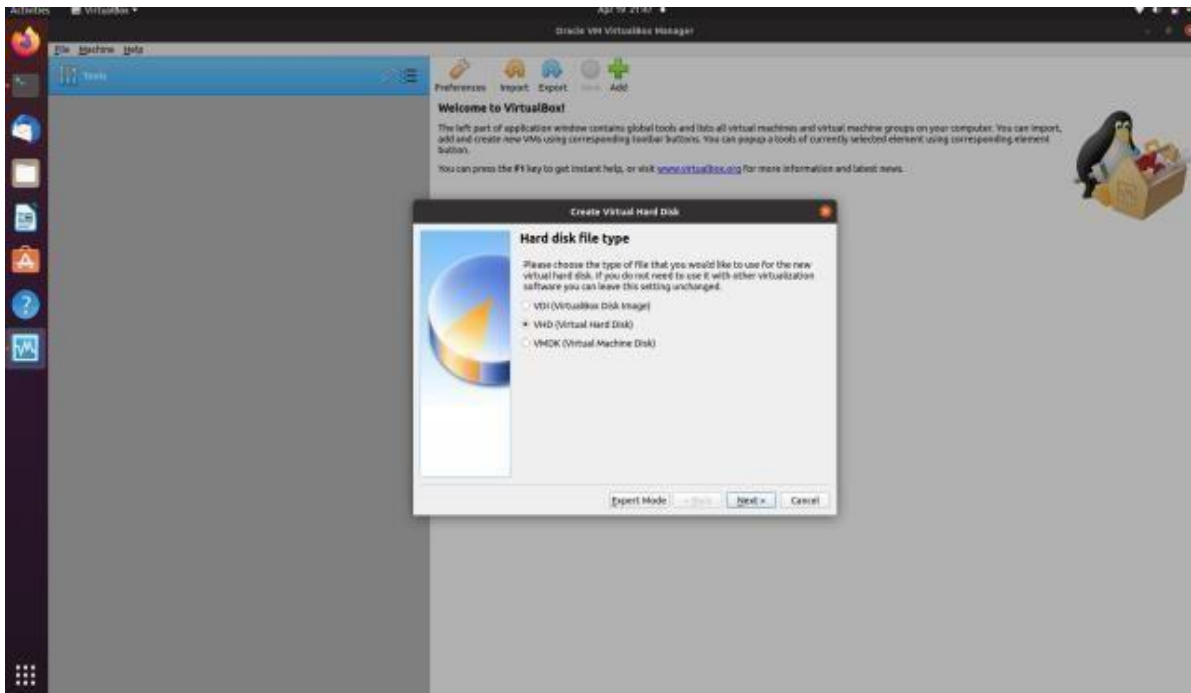 Activities VirtualBox
Apr 19 21:47
Oracle VM VirtualBox Manager
File Machine Help
Tools
Preferences Import Export New Add
Welcome to VirtualBox!
The left part of application window contains global tools and lists all virtual machines and virtual machine groups on your computer. You can import,
add and create new VMs using corresponding toolbar buttons. You can popup a tools of currently selected element using corresponding element
button.
You can press the F1 key to get instant help, or visit www.virtualbox.org for more information and latest news.
Create Virtual Hard Disk
Hard disk file type
Please choose the type of file that you would like to use for the new
virtual hard disk. If you do not need to use it with other virtualization
software you can leave this setting unchanged.
VDI (VirtualBox Disk Image)
VHD (Virtual Hard Disk)
VMDK (Virtual Machine Disk)
Expert Mode < Back Next > Cancel